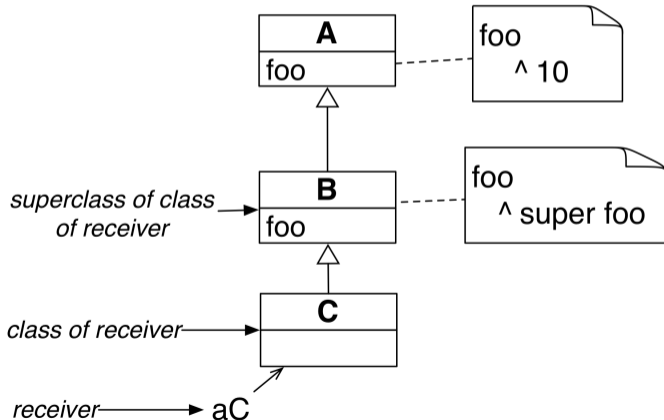 A
foo
foo
^ 10
superclass of class
of receiver
B
foo
foo
^ super foo
class of receiver
C
receiver
aC